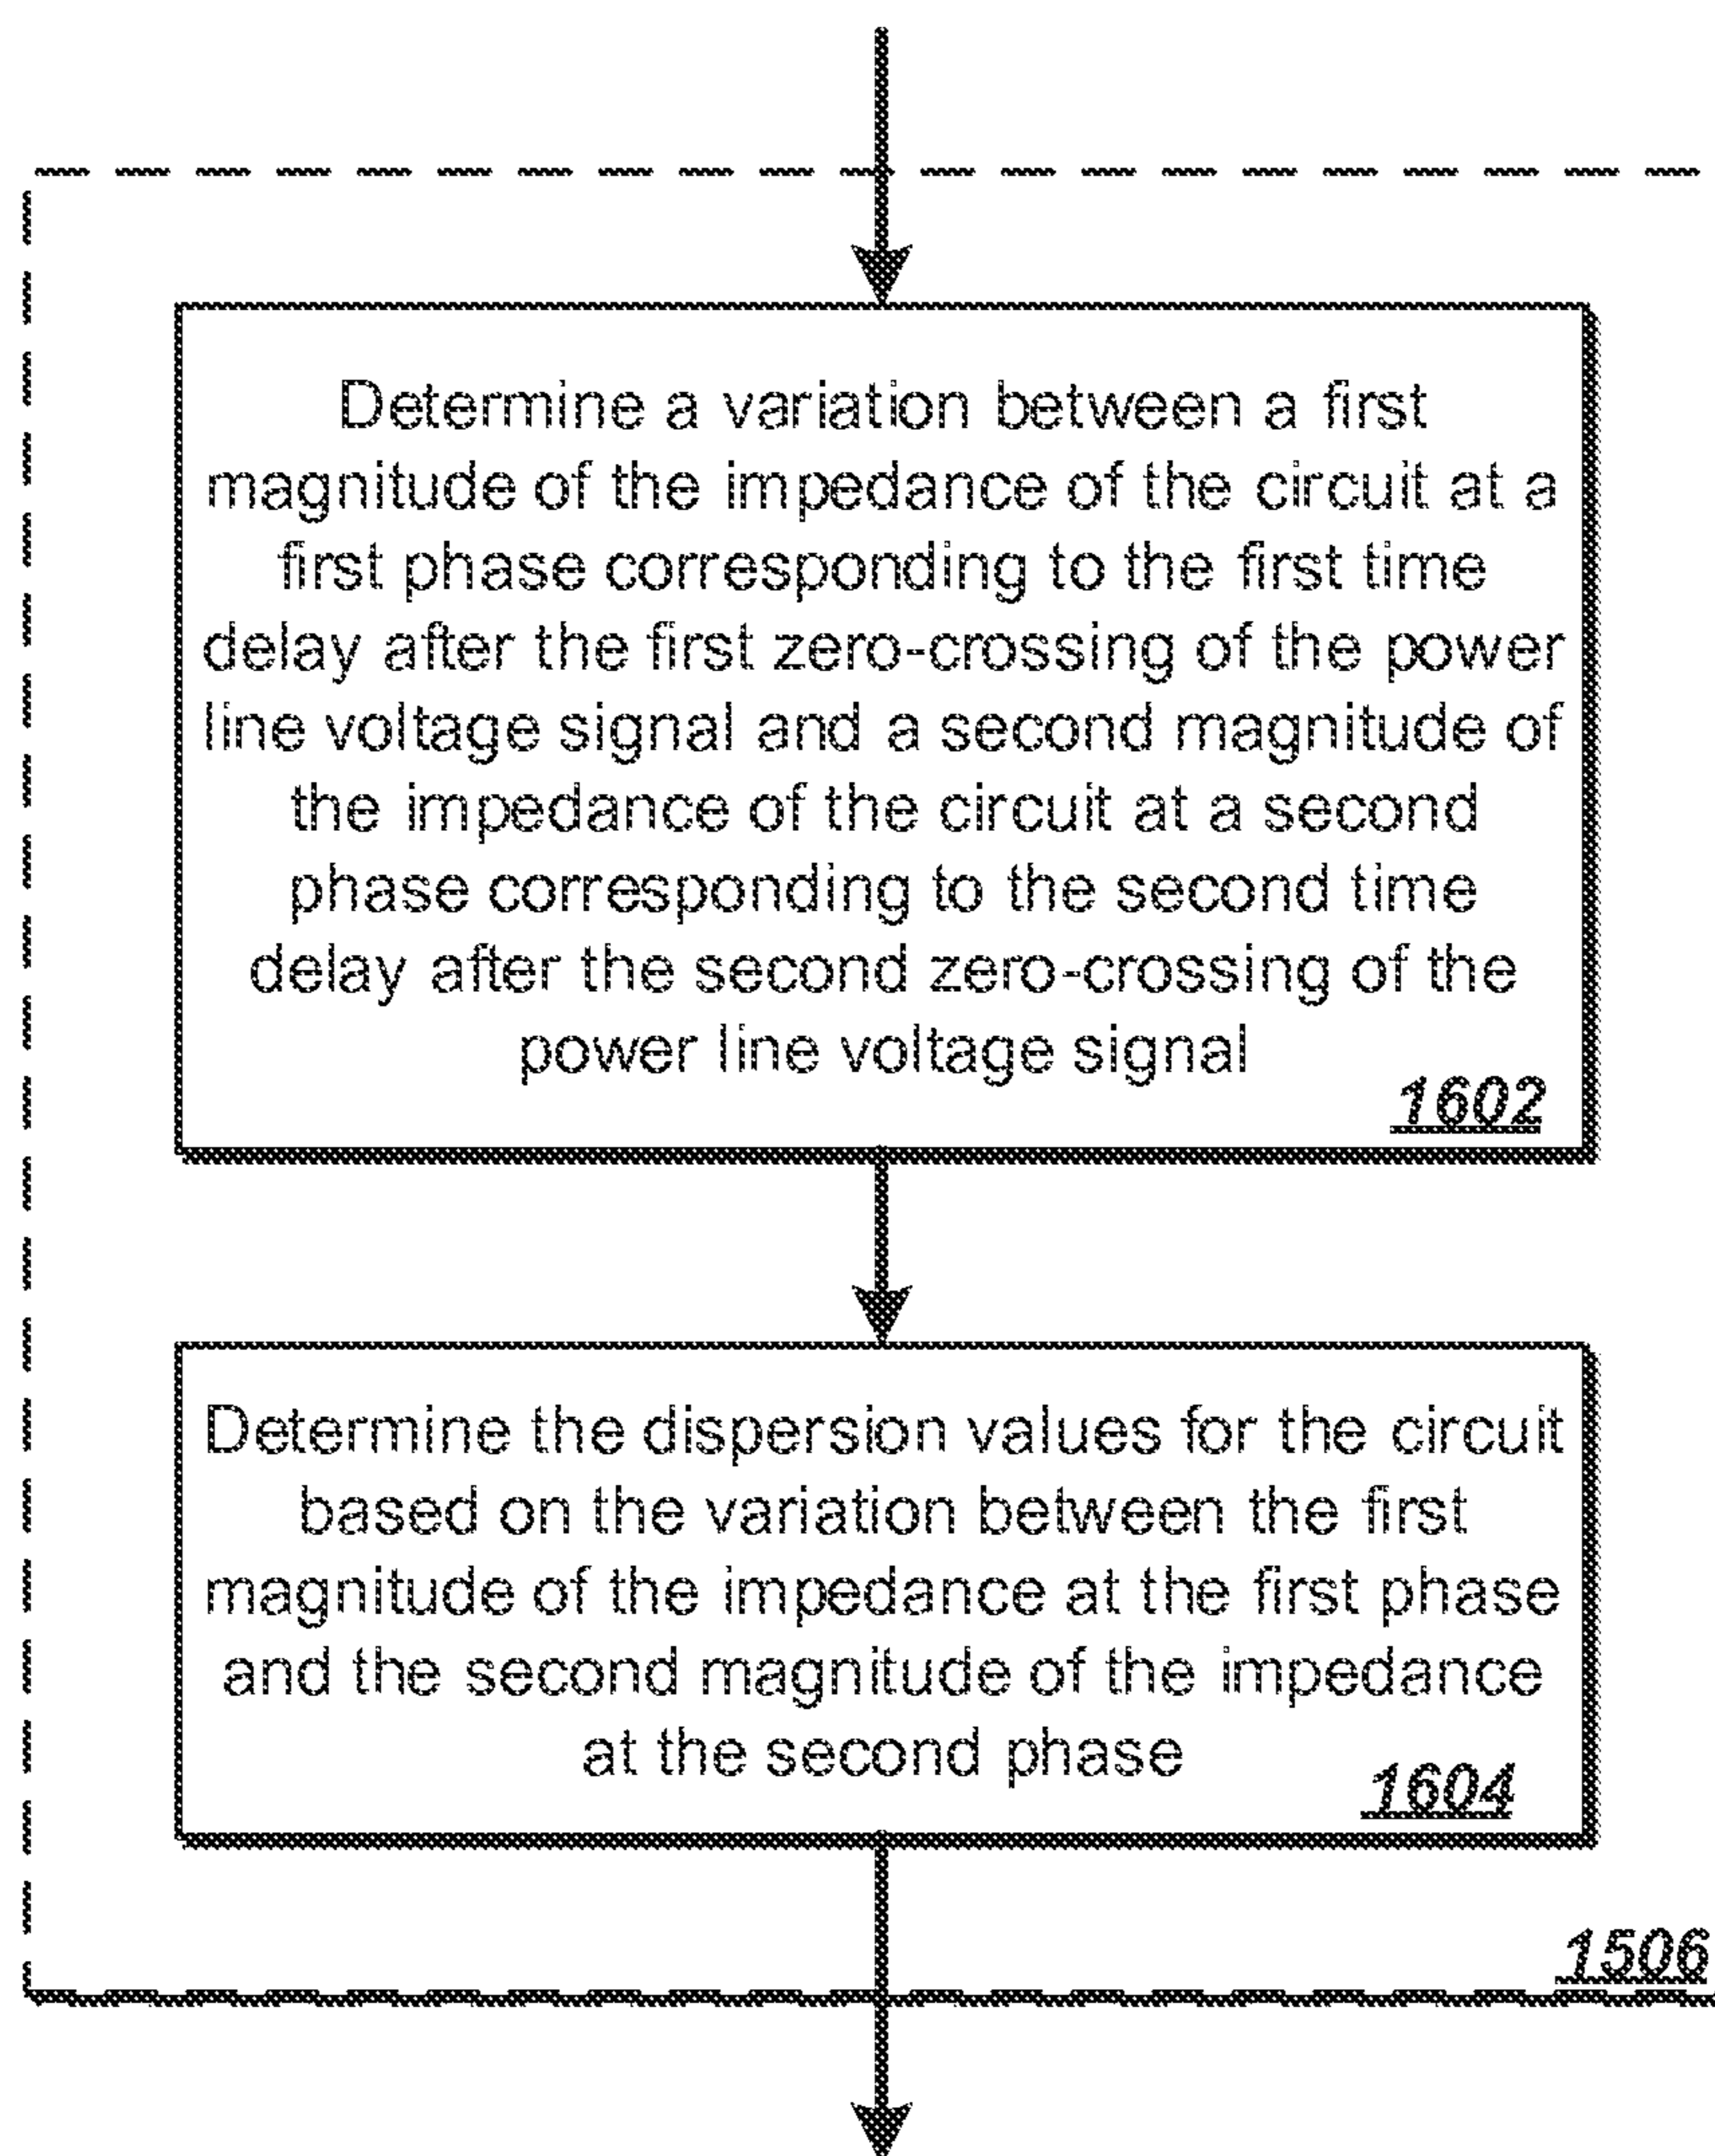 Determine a variation between a first
magnitude of the impedance of the circuit at a
first phase corresponding to the first time
delay after the first zero-crossing of the power
line voltage signal and a second magnitude of
the impedance of the circuit at a second
phase corresponding to the second time
delay after the second zero-crossing of the
power line voltage signal
1602
Determine the dispersion values for the circuit
based on the variation between the first
magnitude of the impedance at the first phase
and the second magnitude of the impedance
at the second phase
1604
1506